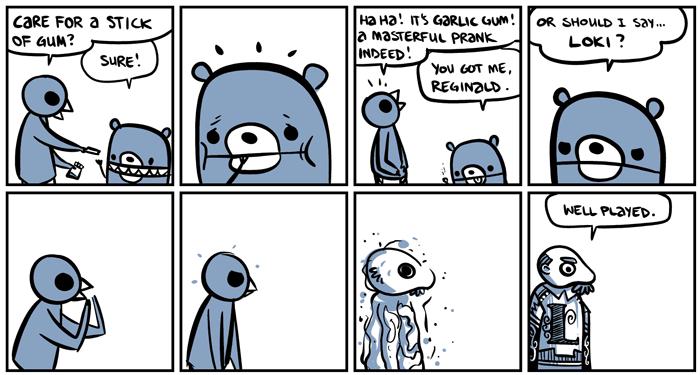 CARE FOR A STICK
OF GUM?
SURE!
HA HA! IT'S GARLIC GUM!
A MASTERFUL PRANK
INDEED!
YOU GOT ME,
REGINALD.
OR SHOULD I SAY...
LOKI?
WELL PLAYED.